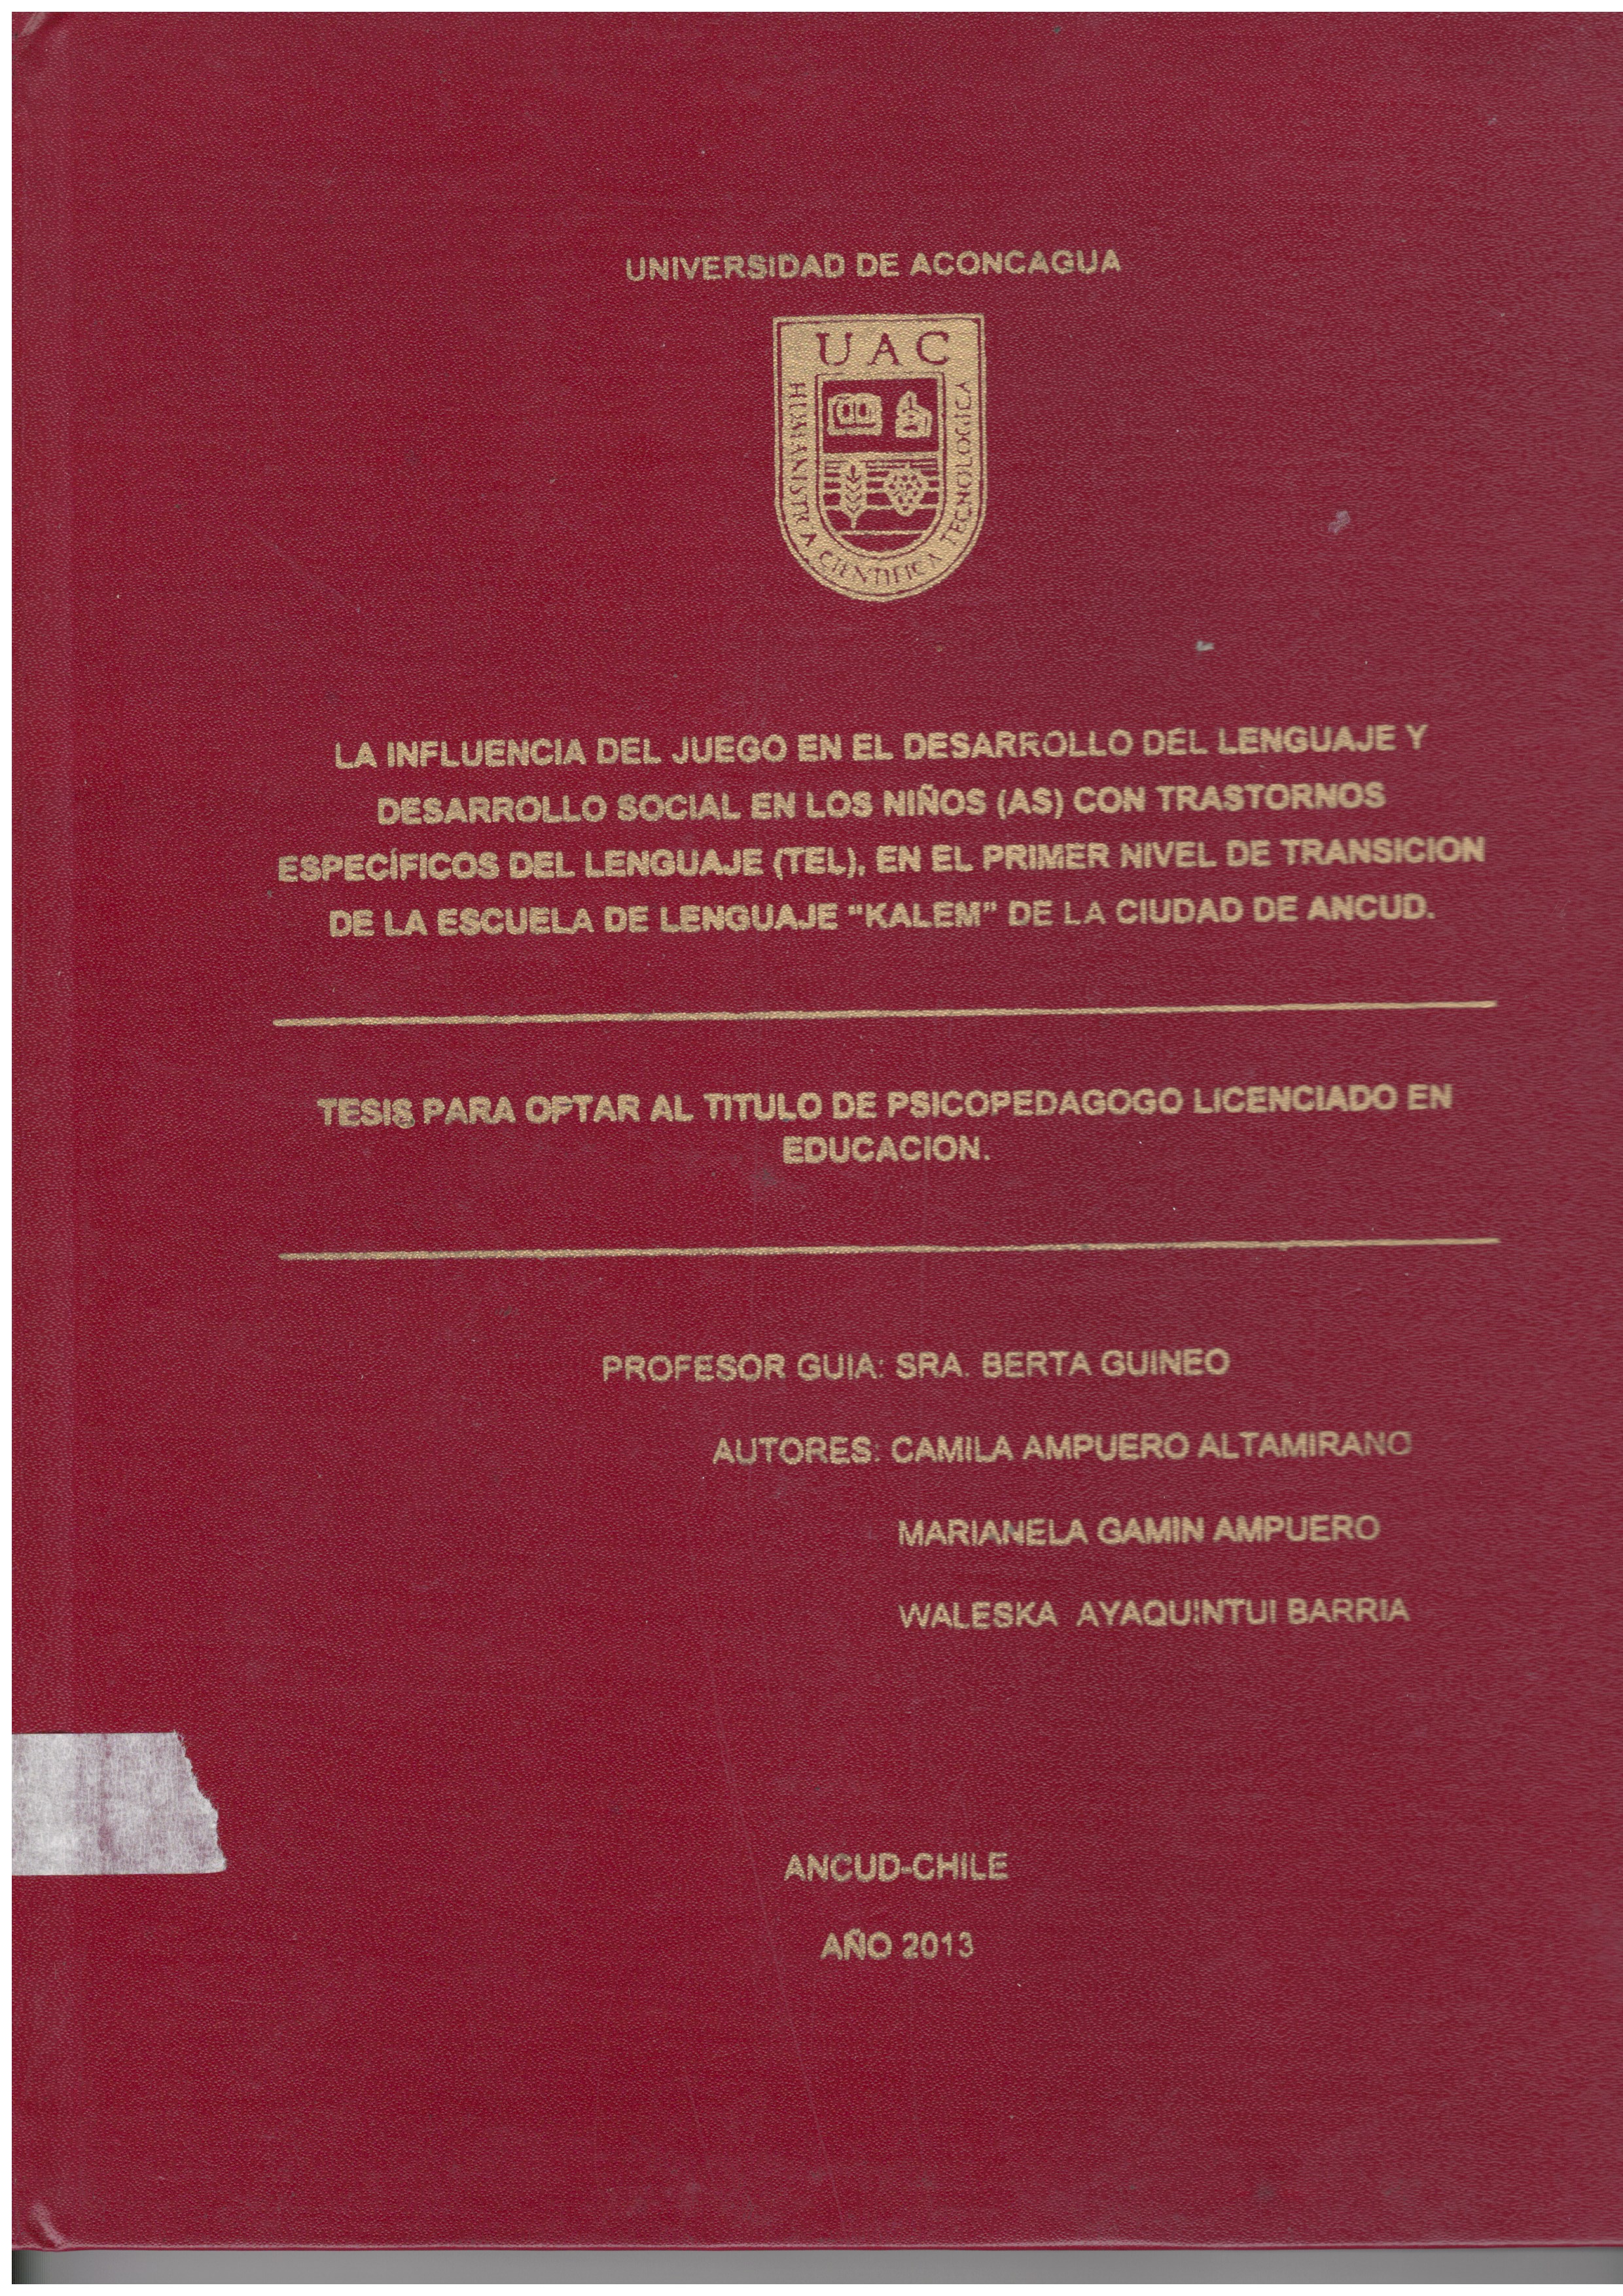 UNIVERSIDAD DE ACONCAGUA
UAC
HUMANISTICA CIENTIFICA TECNOLOGICA
LA INFLUENCIA DEL JUEGO EN EL DESARROLLO DEL LENGUAJE Y
DESARROLLO SOCIAL EN LOS NIÑOS (AS) CON TRASTORNOS
ESPECÍFICOS DEL LENGUAJE (TEL), EN EL PRIMER NIVEL DE TRANSICION
DE LA ESCUELA DE LENGUAJE “KALEM” DE LA CIUDAD DE ANCUD.
TESIS PARA OPTAR AL TITULO DE PSICOPEDAGOGO LICENCIADO EN
EDUCACION.
PROFESOR GUIA: SRA. BERTA GUINEO
AUTORES: CAMILA AMPUERO ALTAMIRANO
MARIANELA GAMIN AMPUERO
WALESKA AYAQUINTUI BARRIA
ANCUD-CHILE
AÑO 2013